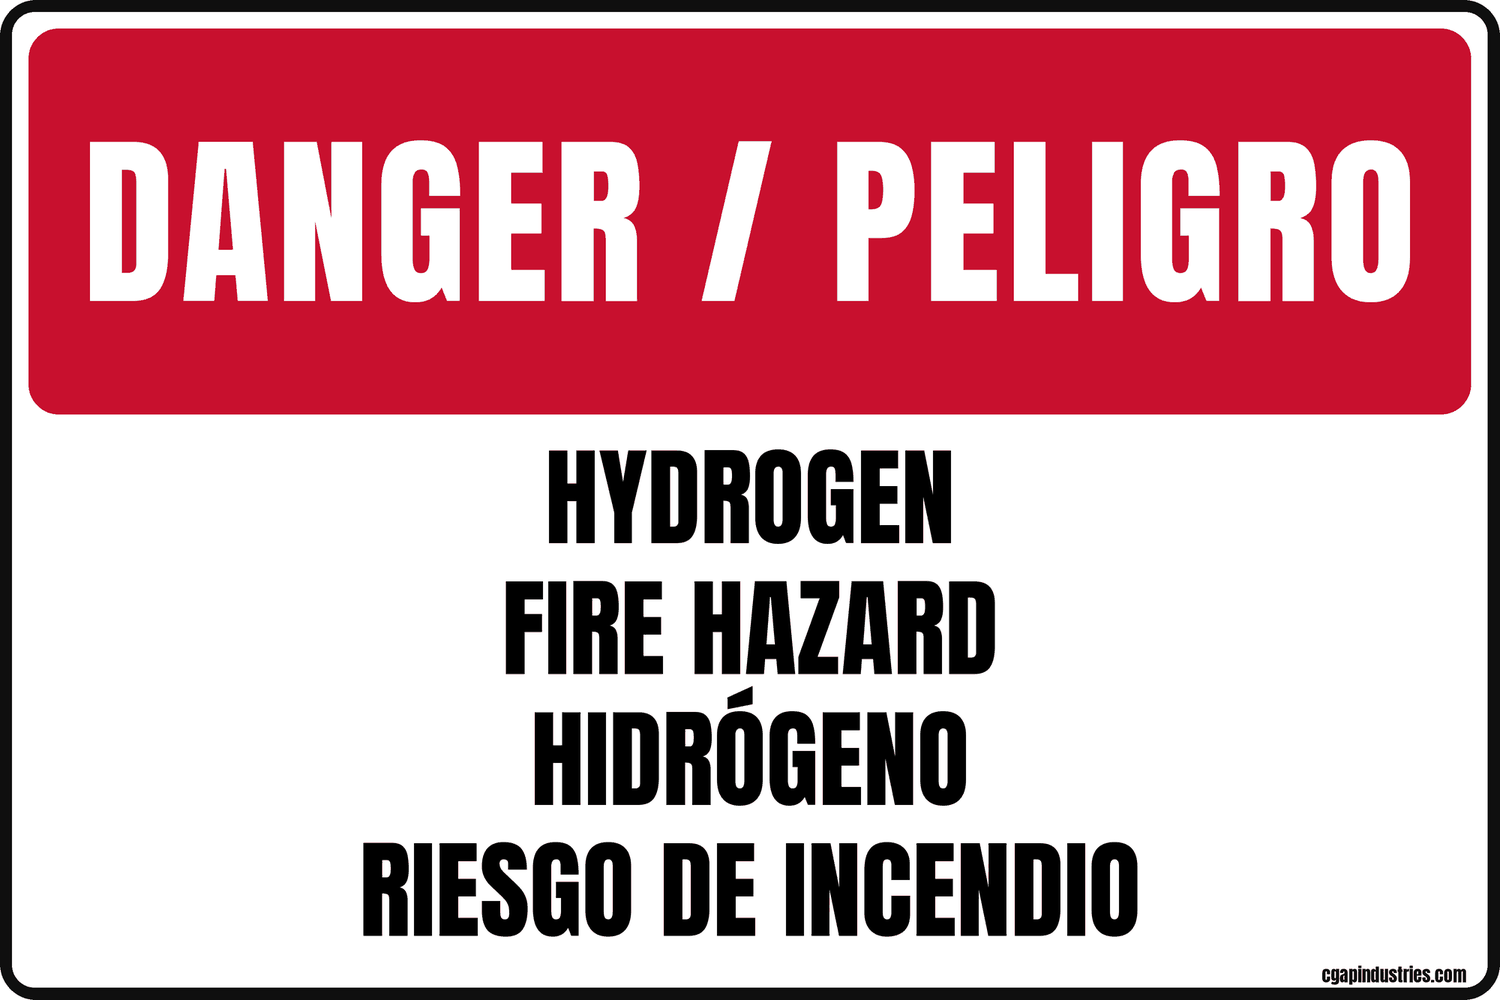 DANGER / PELIGRO
HYDROGEN
FIRE HAZARD
HIDRÓGENO
RIESGO DE INCENDIO
cgapindustries.com